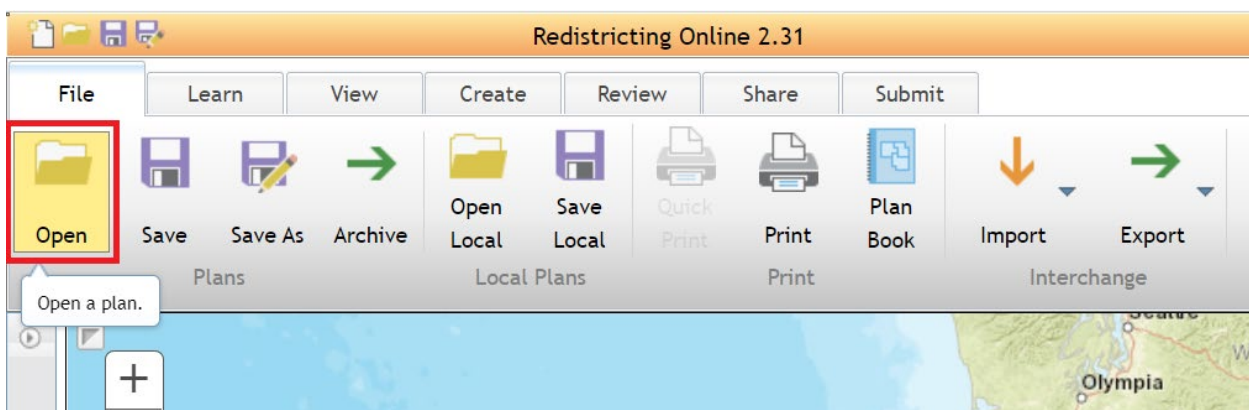 Redistricting Online 2.31
File Learn View Create Review Share Submit
Open Save Save As Archive Open Local Save Local Quick Print Print Plan Book Import Export
Plans Local Plans Print Interchange
Open a plan.
+
Olympia